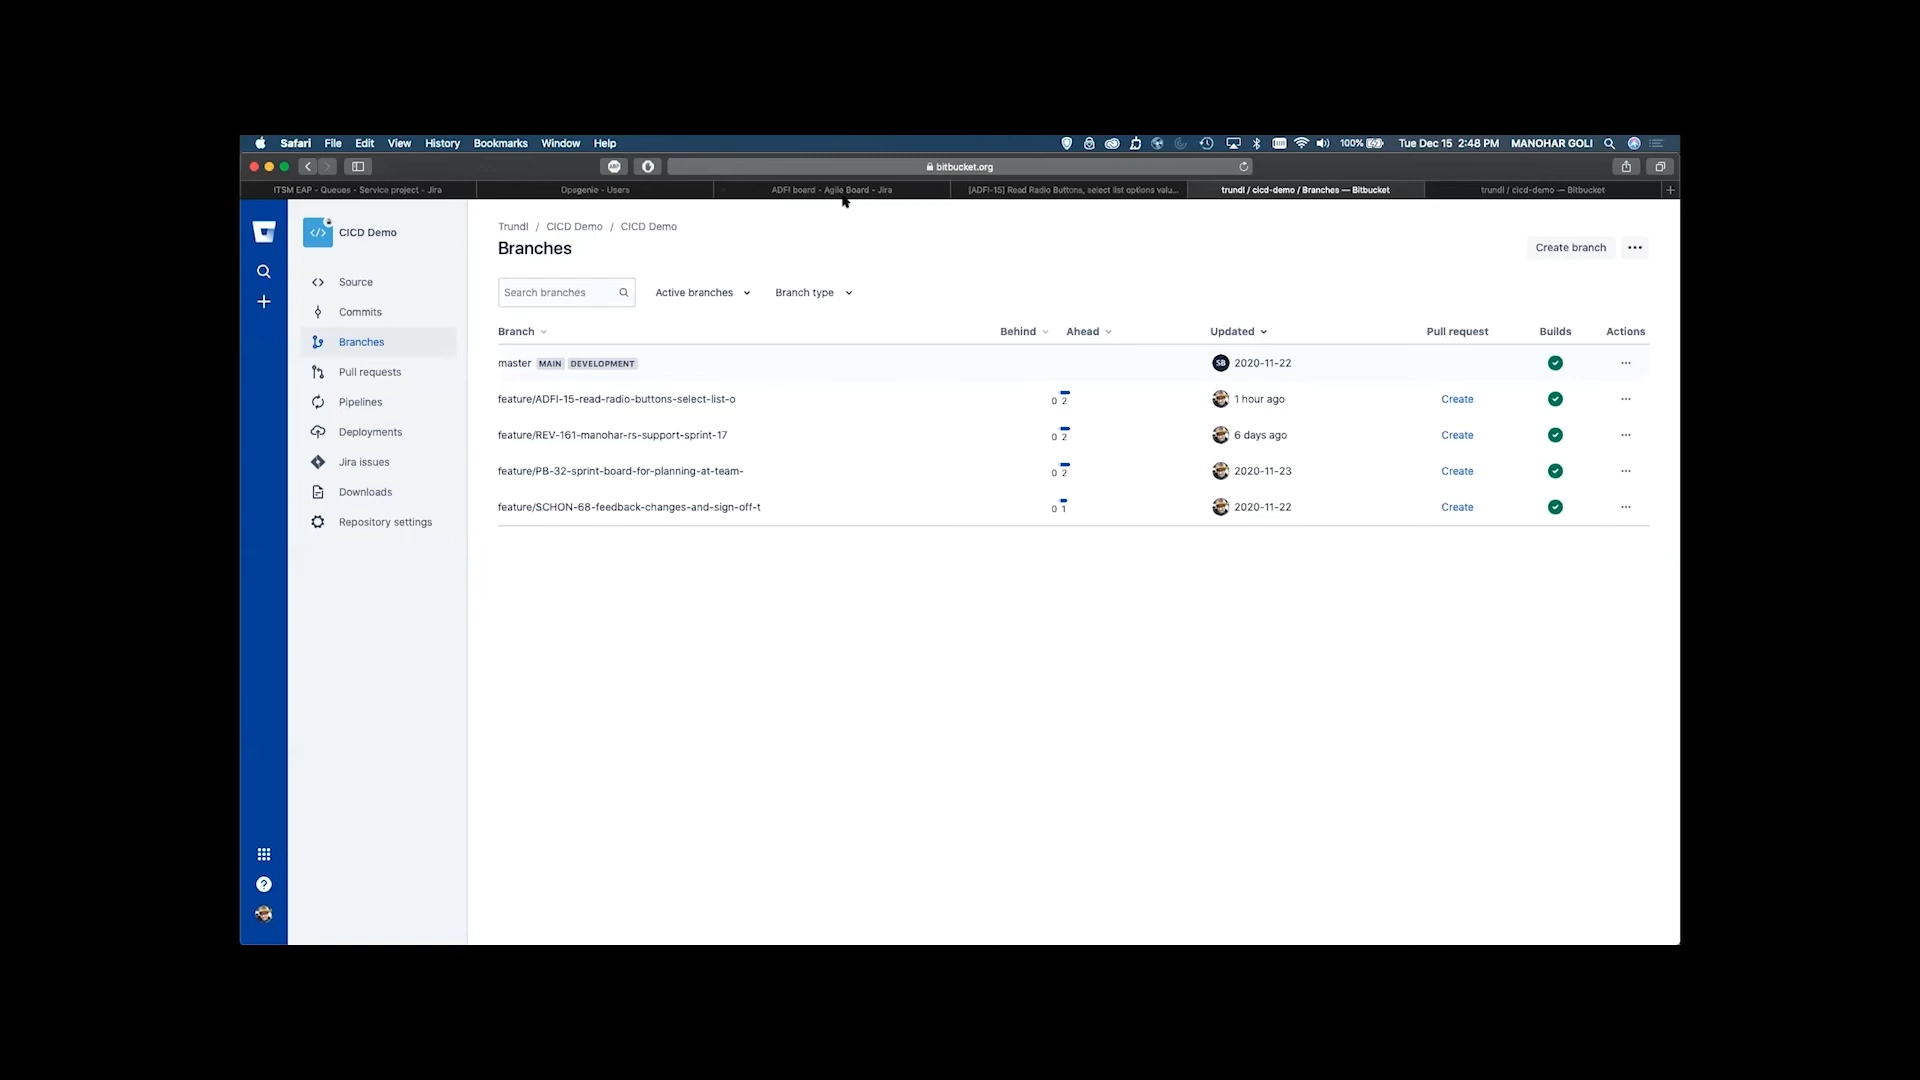 Safari File Edit View History Bookmarks Window Help 100% Tue Dec 15 2:48 PM MANOHAR GOLI
ABP bitbucket.org
ITSM EAP - Queues - Service project - Jira Opsgenie - Users ADFI board - Agile Board - Jira [ADFI-15] Read Radio Buttons, select list options valu... trundl / cicd-demo / Branches — Bitbucket trundl / cicd-demo — Bitbucket
CICD Demo
Source
Commits
Branches
Pull requests
Pipelines
Deployments
Jira issues
Downloads
Repository settings
Trundl / CICD Demo / CICD Demo
Branches
Create branch
Search branches Active branches Branch type
Branch Behind Ahead Updated Pull request Builds Actions
master MAIN DEVELOPMENT SB 2020-11-22
feature/ADFI-15-read-radio-buttons-select-list-o 0 2 1 hour ago Create
feature/REV-161-manohar-rs-support-sprint-17 0 2 6 days ago Create
feature/PB-32-sprint-board-for-planning-at-team- 0 2 2020-11-23 Create
feature/SCHON-68-feedback-changes-and-sign-off-t 0 1 2020-11-22 Create